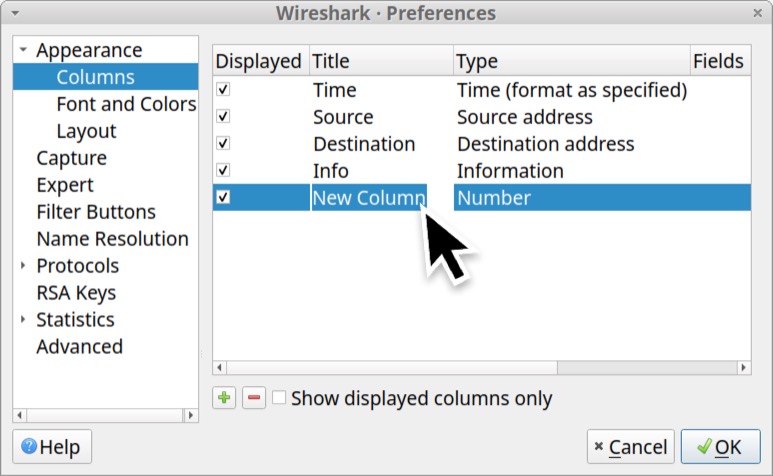 Wireshark · Preferences
Appearance
Columns
Font and Colors
Layout
Capture
Expert
Filter Buttons
Name Resolution
Protocols
RSA Keys
Statistics
Advanced
Displayed Title Type Fields
Time Time (format as specified)
Source Source address
Destination Destination address
Info Information
New Column Number
Show displayed columns only
Help Cancel OK